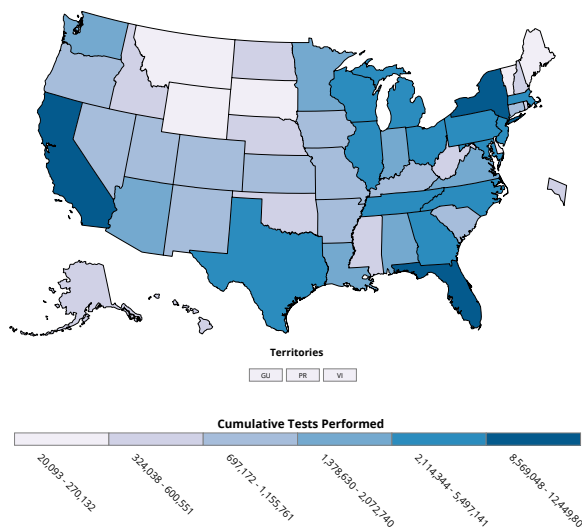 Territories
GU PR VI
Cumulative Tests Performed
20,093 - 270,132
324,038 - 600,551
697,172 - 1,155,761
1,378,630 - 2,072,740
2,114,344 - 5,497,141
8,569,048 - 12,449,80